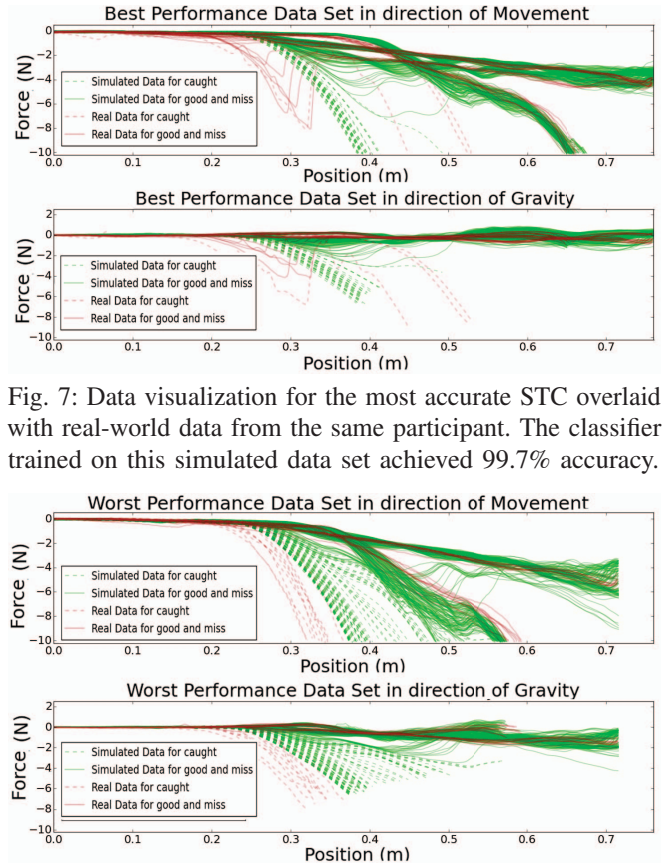 Best Performance Data Set in direction of Movement
0
−2
−4
−6
−8
−10
Force (N)
Simulated Data for caught
Simulated Data for good and miss
Real Data for caught
Real Data for good and miss
0.0 0.1 0.2 0.3 0.4 0.5 0.6 0.7
Position (m)
Best Performance Data Set in direction of Gravity
2
0
−2
−4
−6
−8
−10
Force (N)
Simulated Data for caught
Simulated Data for good and miss
Real Data for caught
Real Data for good and miss
0.0 0.1 0.2 0.3 0.4 0.5 0.6 0.7
Position (m)
Fig. 7: Data visualization for the most accurate STC overlaid
with real-world data from the same participant. The classifier
trained on this simulated data set achieved 99.7% accuracy.
Worst Performance Data Set in direction of Movement
0
−2
−4
−6
−8
−10
Force (N)
Simulated Data for caught
Simulated Data for good and miss
Real Data for caught
Real Data for good and miss
0.0 0.1 0.2 0.3 0.4 0.5 0.6 0.7
Position (m)
Worst Performance Data Set in direction of Gravity
2
0
−2
−4
−6
−8
−10
Force (N)
Simulated Data for caught
Simulated Data for good and miss
Real Data for caught
Real Data for good and miss
0.0 0.1 0.2 0.3 0.4 0.5 0.6 0.7
Position (m)